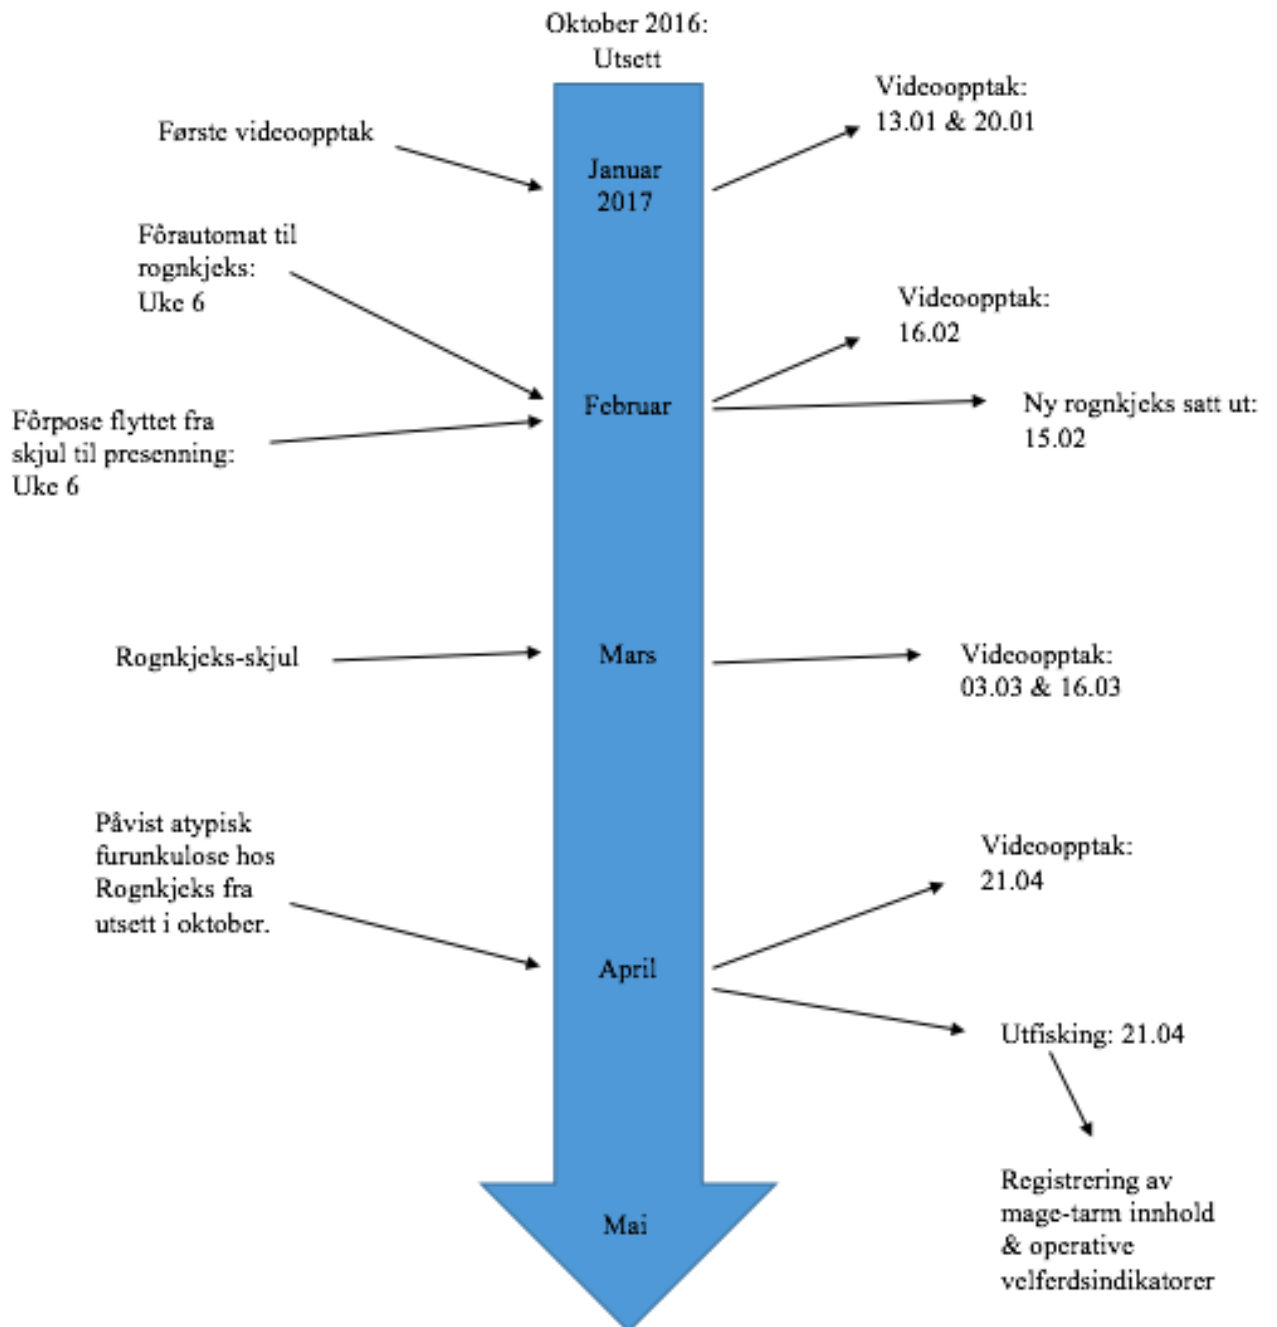 Oktober 2016:
Utsett
Første videoopptak
Januar
2017
Videoopptak:
13.01 & 20.01
Fôrautomat til
rognkjeks:
Uke 6
Fôrpose flyttet fra
skjul til presenning:
Uke 6
Februar
Videoopptak:
16.02
Ny rognkjeks satt ut:
15.02
Rognkjeks-skjul
Mars
Videoopptak:
03.03 & 16.03
Påvist atypisk
furunkulose hos
Rognkjeks fra
utsett i oktober.
April
Videoopptak:
21.04
Utfisking: 21.04
Registrering av
mage-tarm innhold
& operative
velferdsindikatorer
Mai